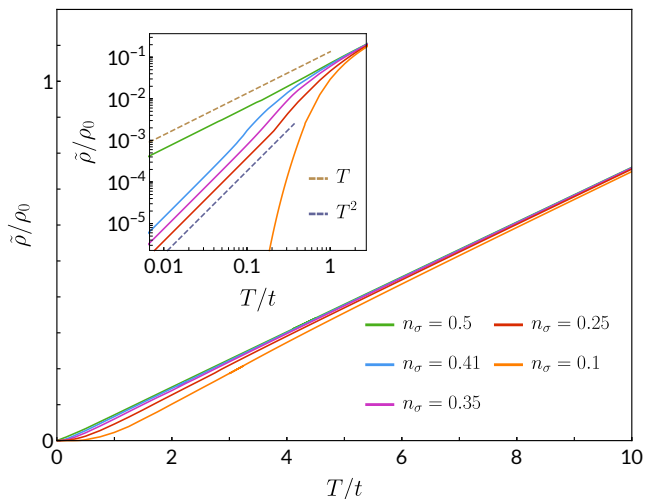 10⁻¹
10⁻²
10⁻³
10⁻⁴
10⁻⁵
ρ̃/ρ₀
T
T²
0.01 0.1 1
T/t
1
0
ρ̃/ρ₀
n_σ = 0.5 n_σ = 0.25
n_σ = 0.41 n_σ = 0.1
n_σ = 0.35
0 2 4 6 8 10
T/t